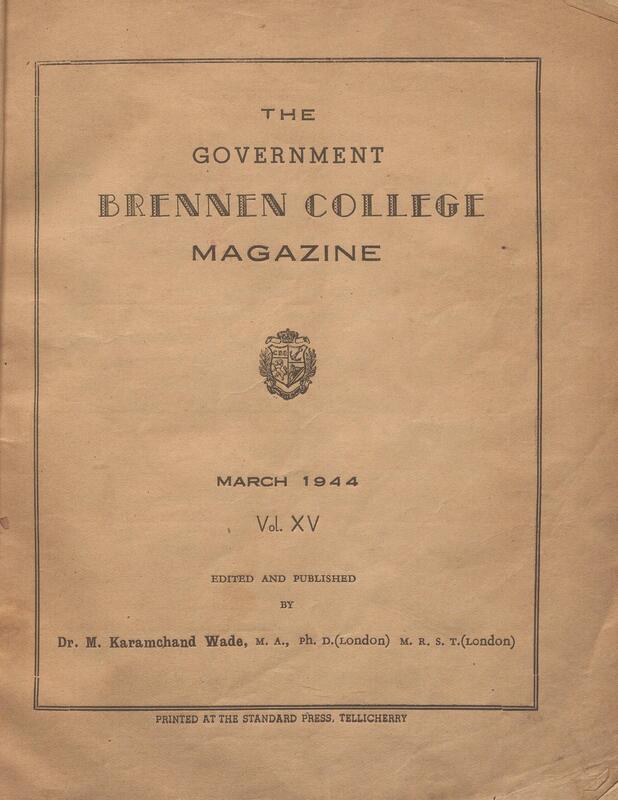 THE
GOVERNMENT
BRENNEN COLLEGE
MAGAZINE
MARCH 1944
Vol. XV
EDITED AND PUBLISHED
BY
Dr. M. Karamchand Wade, M. A., Ph. D.(London) M. R. S. T.(London)
PRINTED AT THE STANDARD PRESS, TELLICHERRY